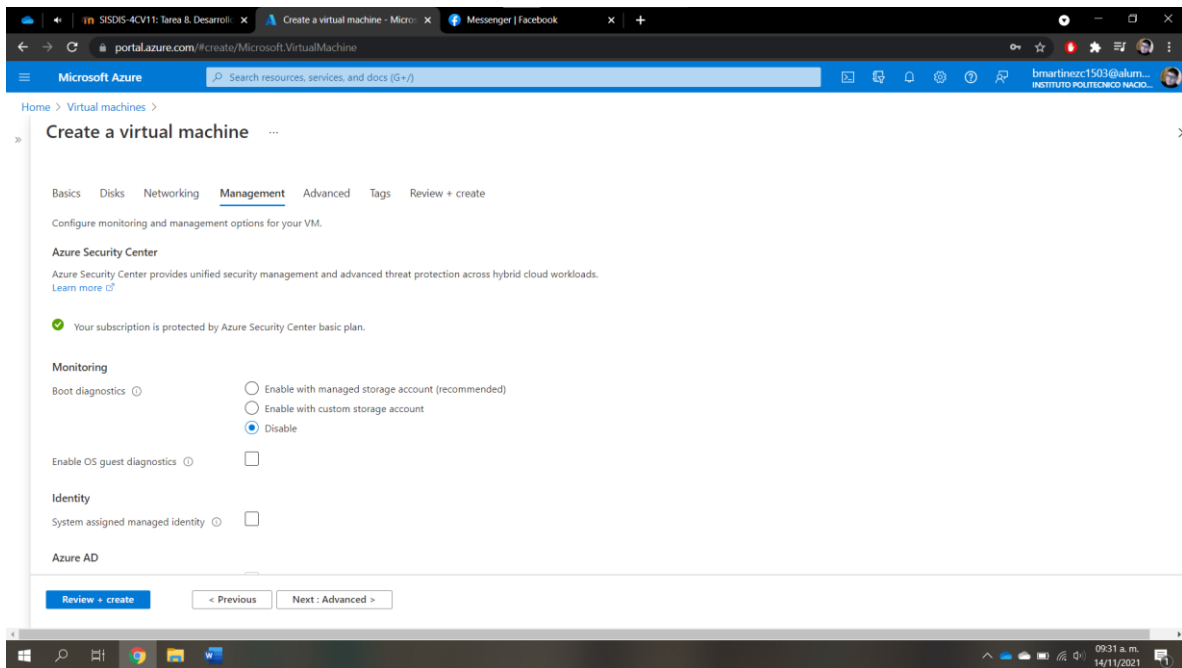 SISDIS-4CV11: Tarea 8. Desarroll
Create a virtual machine - Micros
Messenger | Facebook
portal.azure.com/#create/Microsoft.VirtualMachine
Microsoft Azure
Search resources, services, and docs (G+/)
bmartinezc1503@alum...
INSTITUTO POLITECNICO NACIO...
Home > Virtual machines >
Create a virtual machine ...
Basics Disks Networking Management Advanced Tags Review + create
Configure monitoring and management options for your VM.
Azure Security Center
Azure Security Center provides unified security management and advanced threat protection across hybrid cloud workloads.
Learn more
Your subscription is protected by Azure Security Center basic plan.
Monitoring
Boot diagnostics
Enable with managed storage account (recommended)
Enable with custom storage account
Disable
Enable OS guest diagnostics
Identity
System assigned managed identity
Azure AD
Review + create
< Previous
Next : Advanced >
09:31 a. m.
14/11/2021